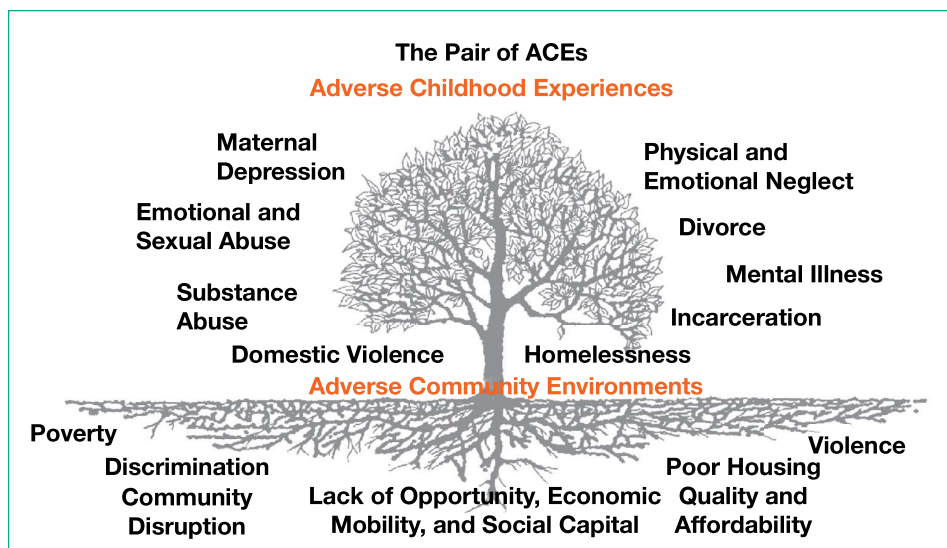 The Pair of ACEs
Adverse Childhood Experiences
Maternal
Depression
Physical and
Emotional Neglect
Emotional and
Sexual Abuse
Divorce
Mental Illness
Substance
Abuse
Incarceration
Domestic Violence
Homelessness
Adverse Community Environments
Poverty
Violence
Discrimination
Community
Disruption
Lack of Opportunity, Economic
Mobility, and Social Capital
Poor Housing
Quality and
Affordability